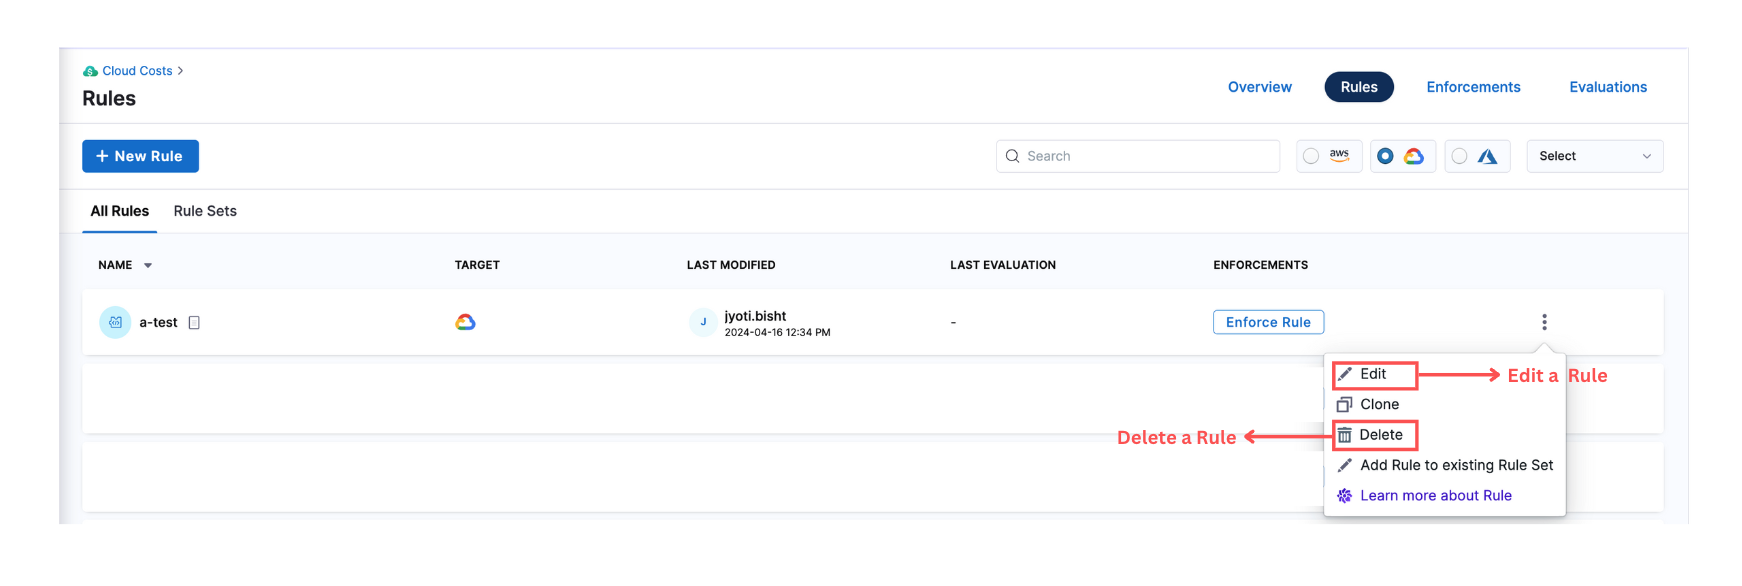 Cloud Costs >
Rules
Overview Rules Enforcements Evaluations
+ New Rule
Search
aws
Select
All Rules Rule Sets
NAME TARGET LAST MODIFIED LAST EVALUATION ENFORCEMENTS
a-test
J
jyoti.bisht
2024-04-16 12:34 PM
-
Enforce Rule
Edit
Edit a Rule
Clone
Delete a Rule
Delete
Add Rule to existing Rule Set
Learn more about Rule